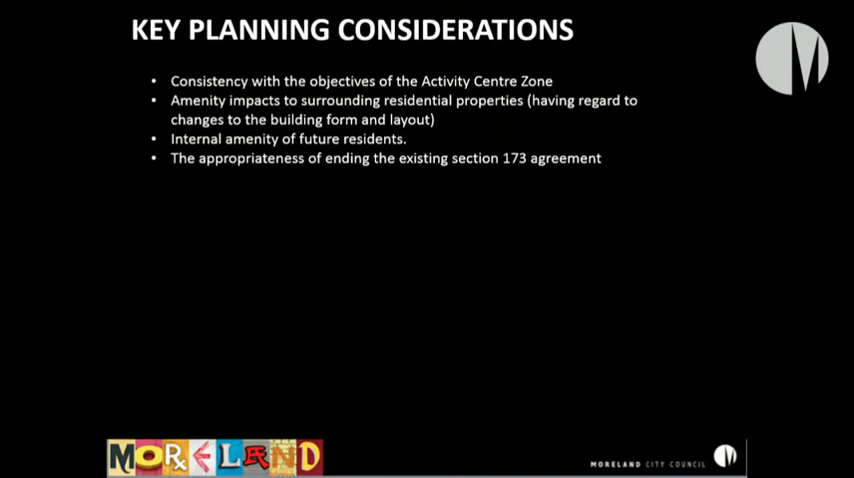 KEY PLANNING CONSIDERATIONS
• Consistency with the objectives of the Activity Centre Zone
• Amenity impacts to surrounding residential properties (having regard to
changes to the building form and layout)
• Internal amenity of future residents.
• The appropriateness of ending the existing section 173 agreement
MORELAND
MORELAND CITY COUNCIL